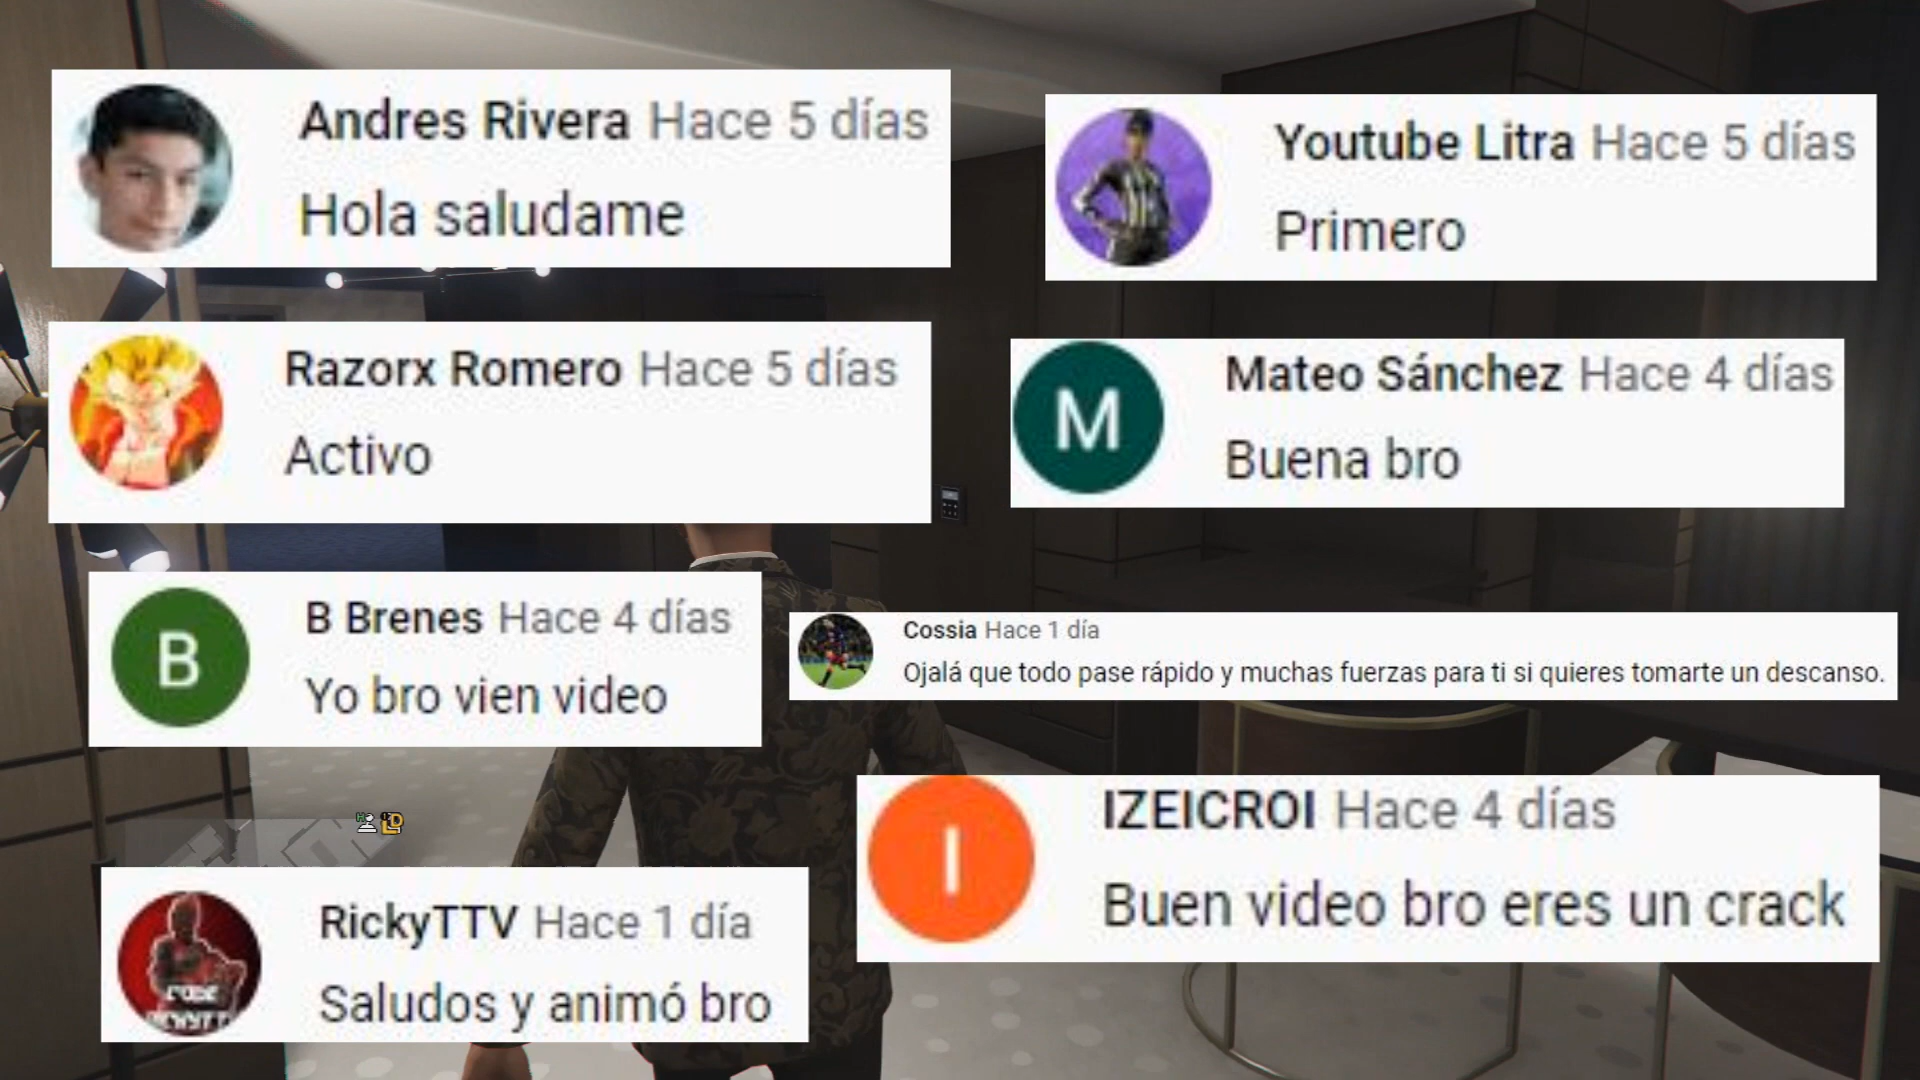 Andres Rivera Hace 5 días
Hola saludame
Youtube Litra Hace 5 días
Primero
Razorx Romero Hace 5 días
Activo
Mateo Sánchez Hace 4 días
M
Buena bro
B Brenes Hace 4 días
B
Yo bro vien video
Cossia Hace 1 día
Ojalá que todo pase rápido y muchas fuerzas para ti si quieres tomarte un descanso.
IZEICROI Hace 4 días
I
Buen video bro eres un crack
RickyTTV Hace 1 día
Saludos y animó bro
CODE